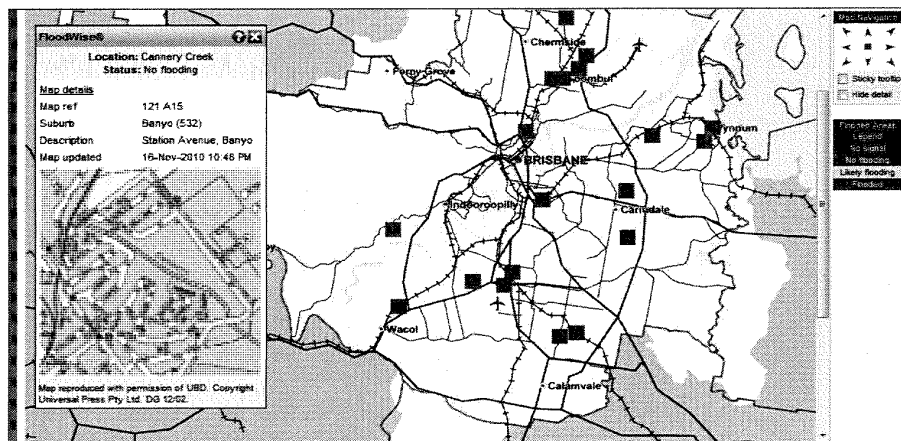 FloodWise®
Location: Cannery Creek
Status: No flooding
Map details
Map ref 121 A15
Suburb Banyo (532)
Description Station Avenue, Banyo
Map updated 16-Nov-2010 10:48 PM
Map reproduced with permission of UBD. Copyright
Universal Press Pty Ltd. DG 12/02.
Chermside
Ferny Grove
BRISBANE
Indooroopilly
Carindale
Wacol
Calamvale
Map Navigation
Sticky tooltip
Hide detail
Flooded Areas
Legend
No signal
No flooding
Likely flooding
Flooded